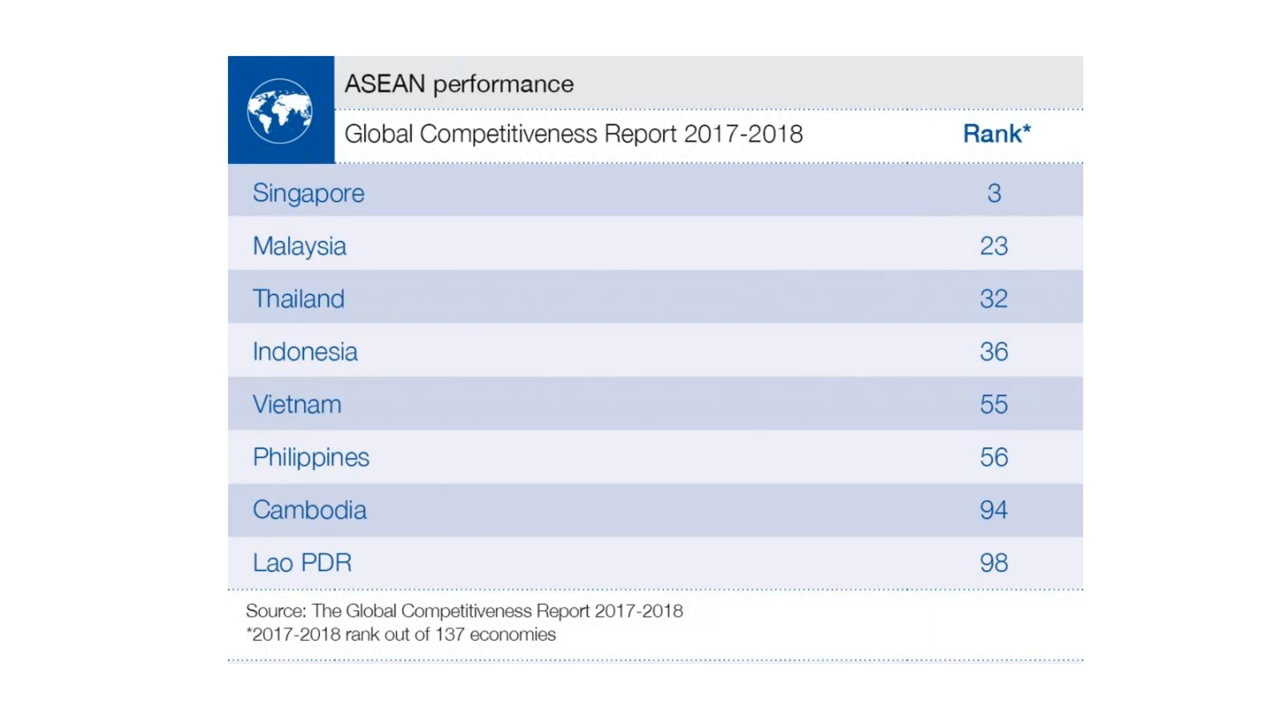 ASEAN performance
Global Competitiveness Report 2017-2018 Rank*
Singapore 3
Malaysia 23
Thailand 32
Indonesia 36
Vietnam 55
Philippines 56
Cambodia 94
Lao PDR 98
Source: The Global Competitiveness Report 2017-2018
*2017-2018 rank out of 137 economies